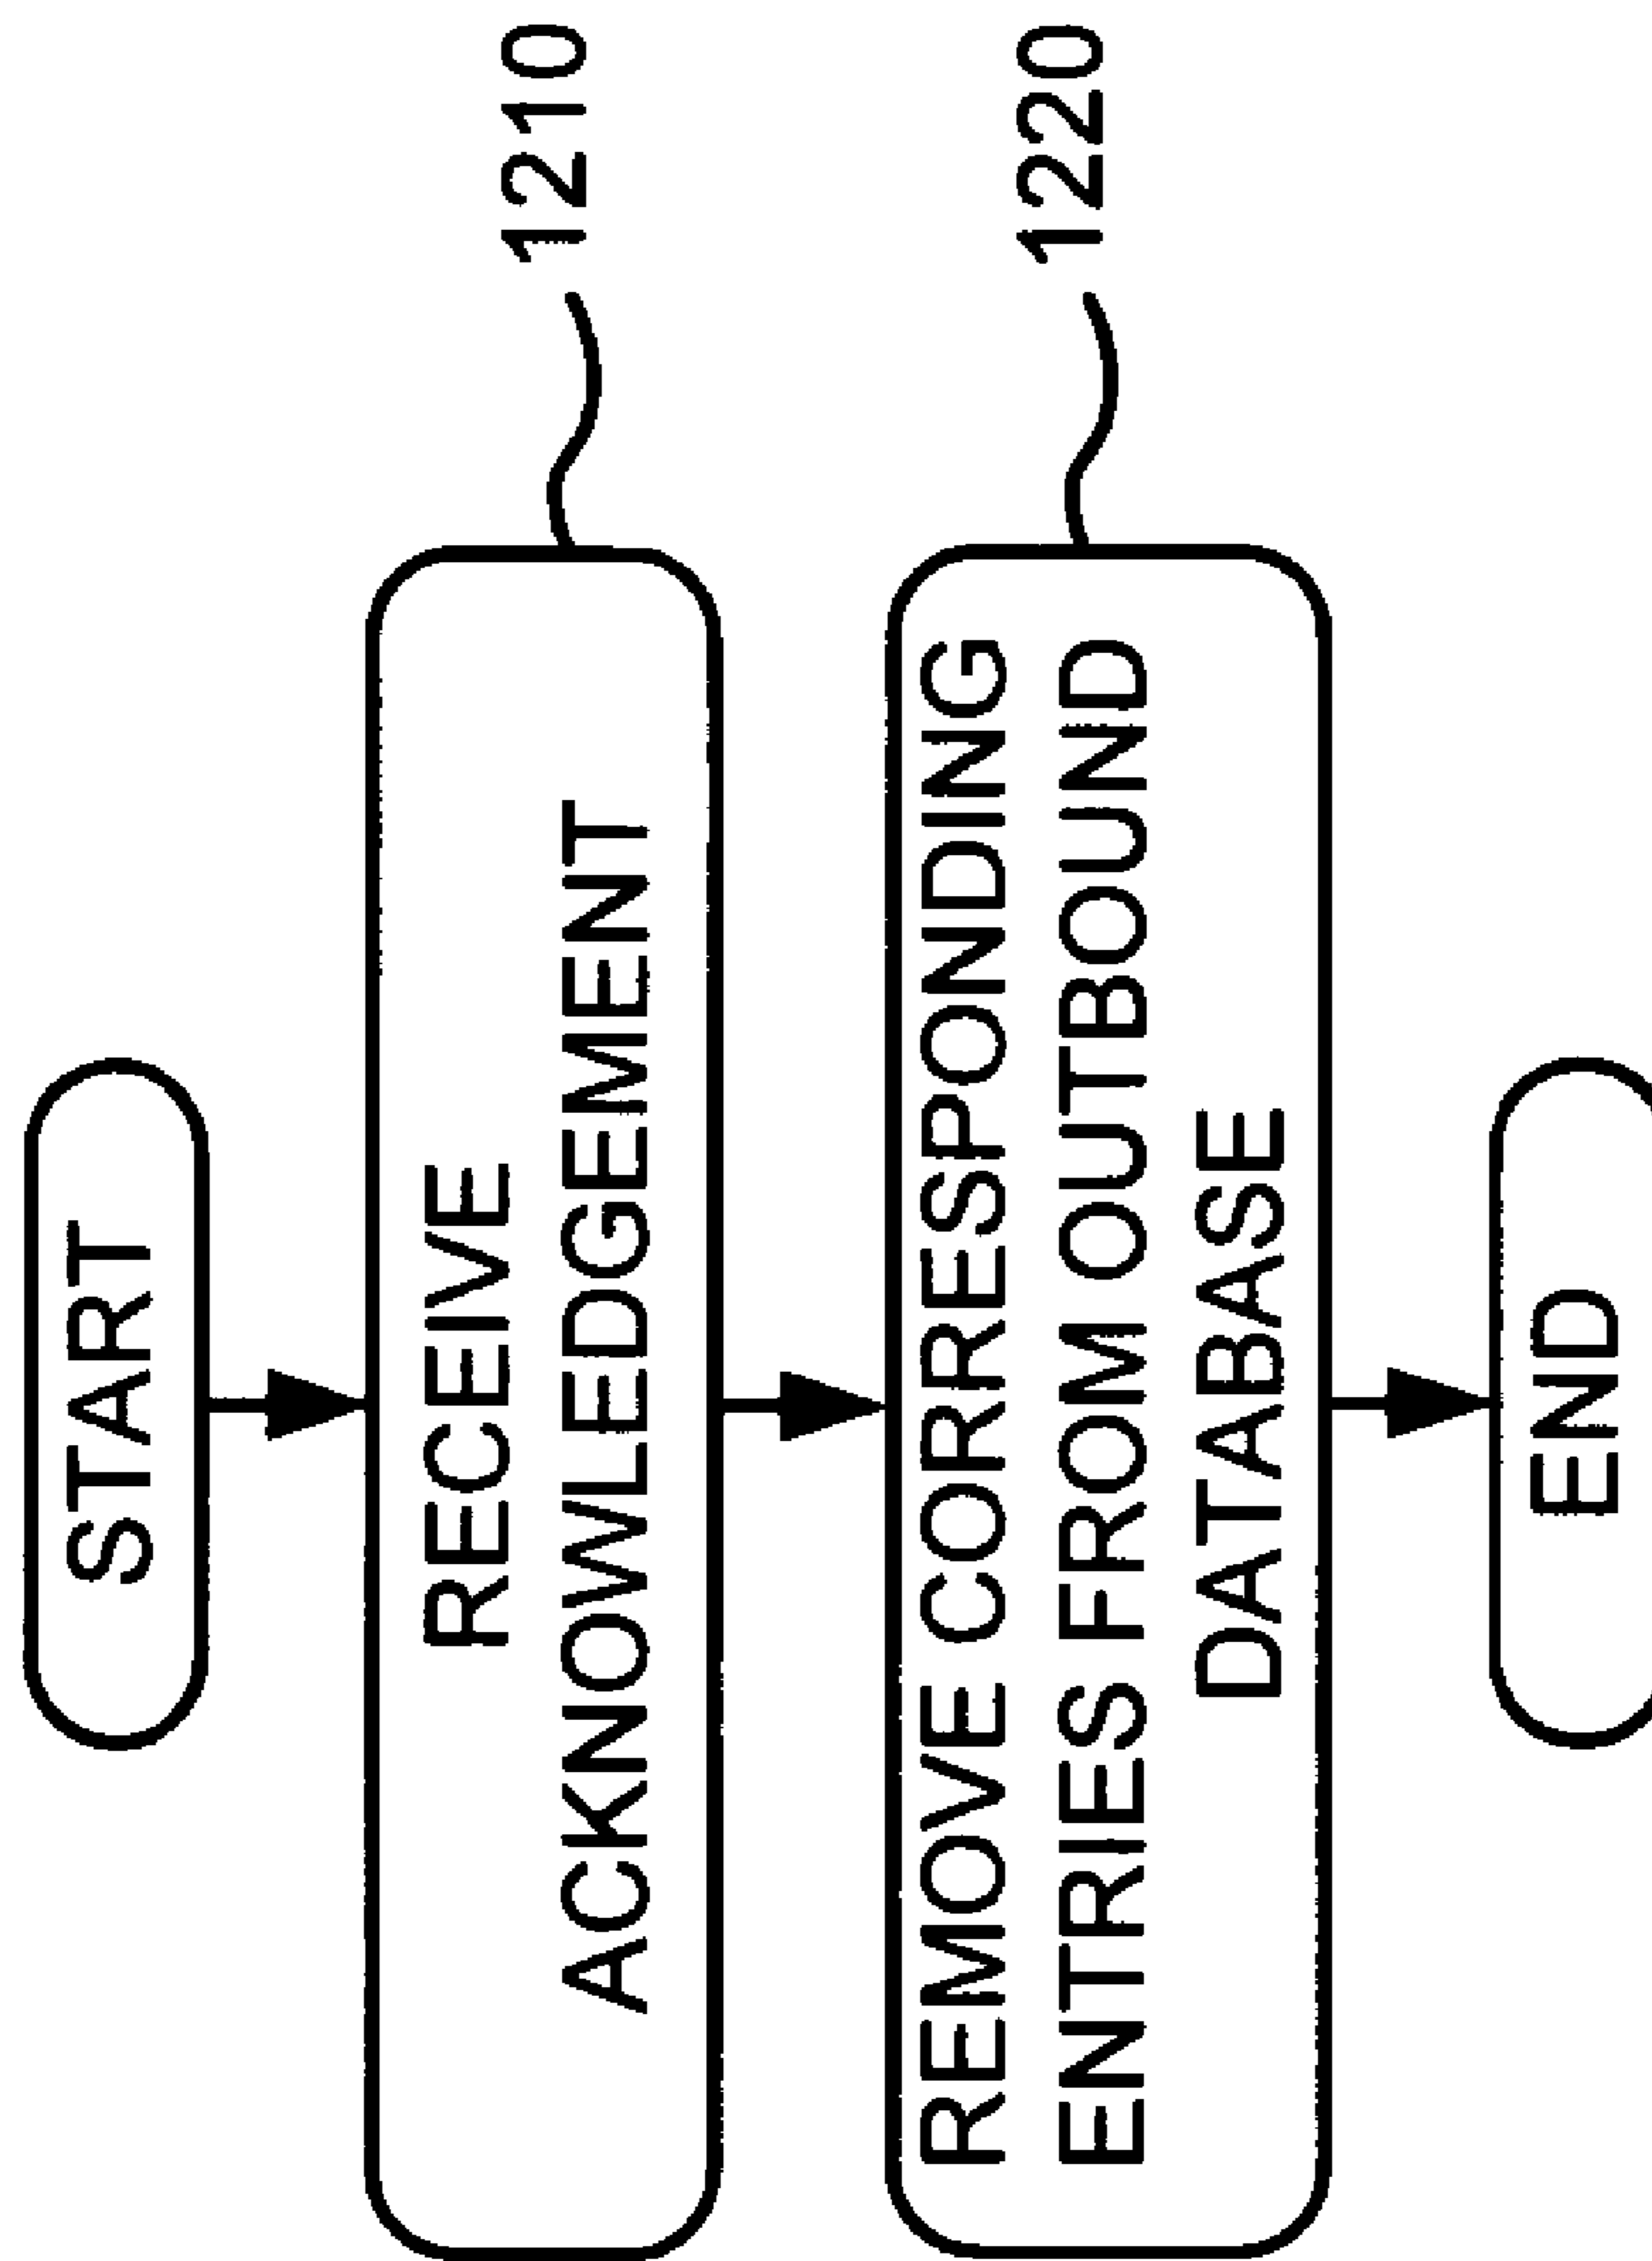 START
RECEIVE
ACKNOWLEDGEMENT
1210
REMOVE CORRESPONDING
ENTRIES FROM OUTBOUND
DATABASE
1220
END